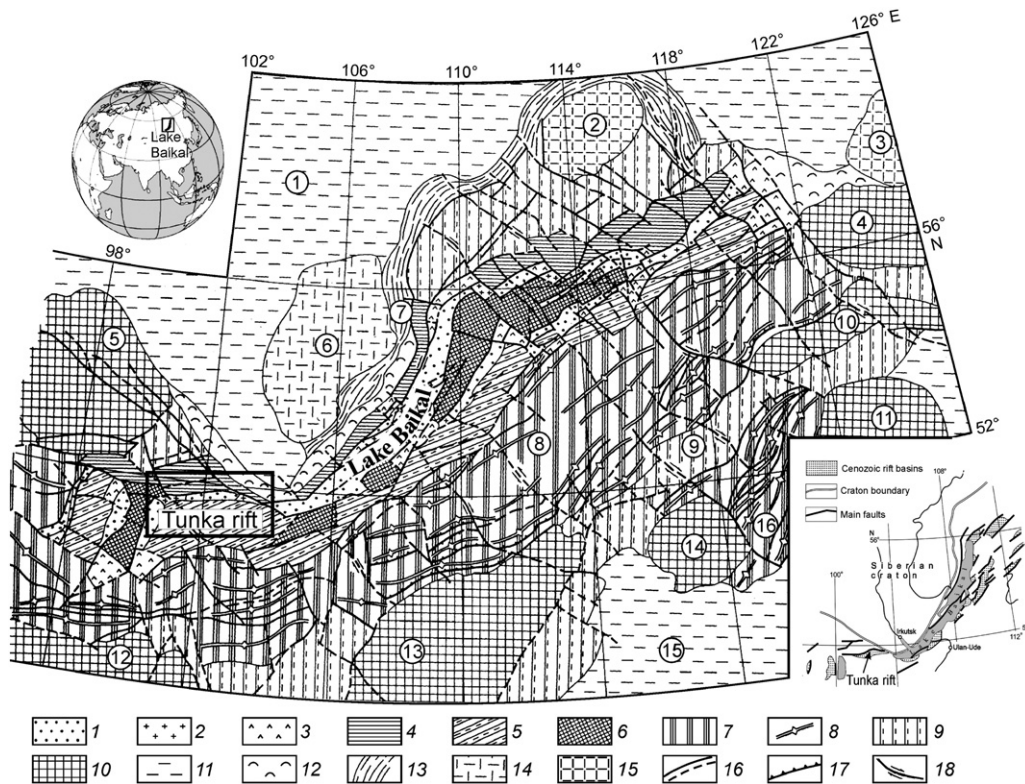 126° E
122°
118°
114°
110°
106°
102°
2
3
Lake
Baikal
1
4
56°
N
98°
7
5
6
10
11
52°
Lake Baikal
8
9
Cenozoic rift basins
108°
Craton boundary
Main faults
Tunka rift
16
14
N
56°
Siberian
craton
100°
Irkutsk
Ulan-Ude
112°
12
13
15
Tunka rift
1 2 3 4 5 6 7 8 9
10 11 12 13 14 15 16 17 18